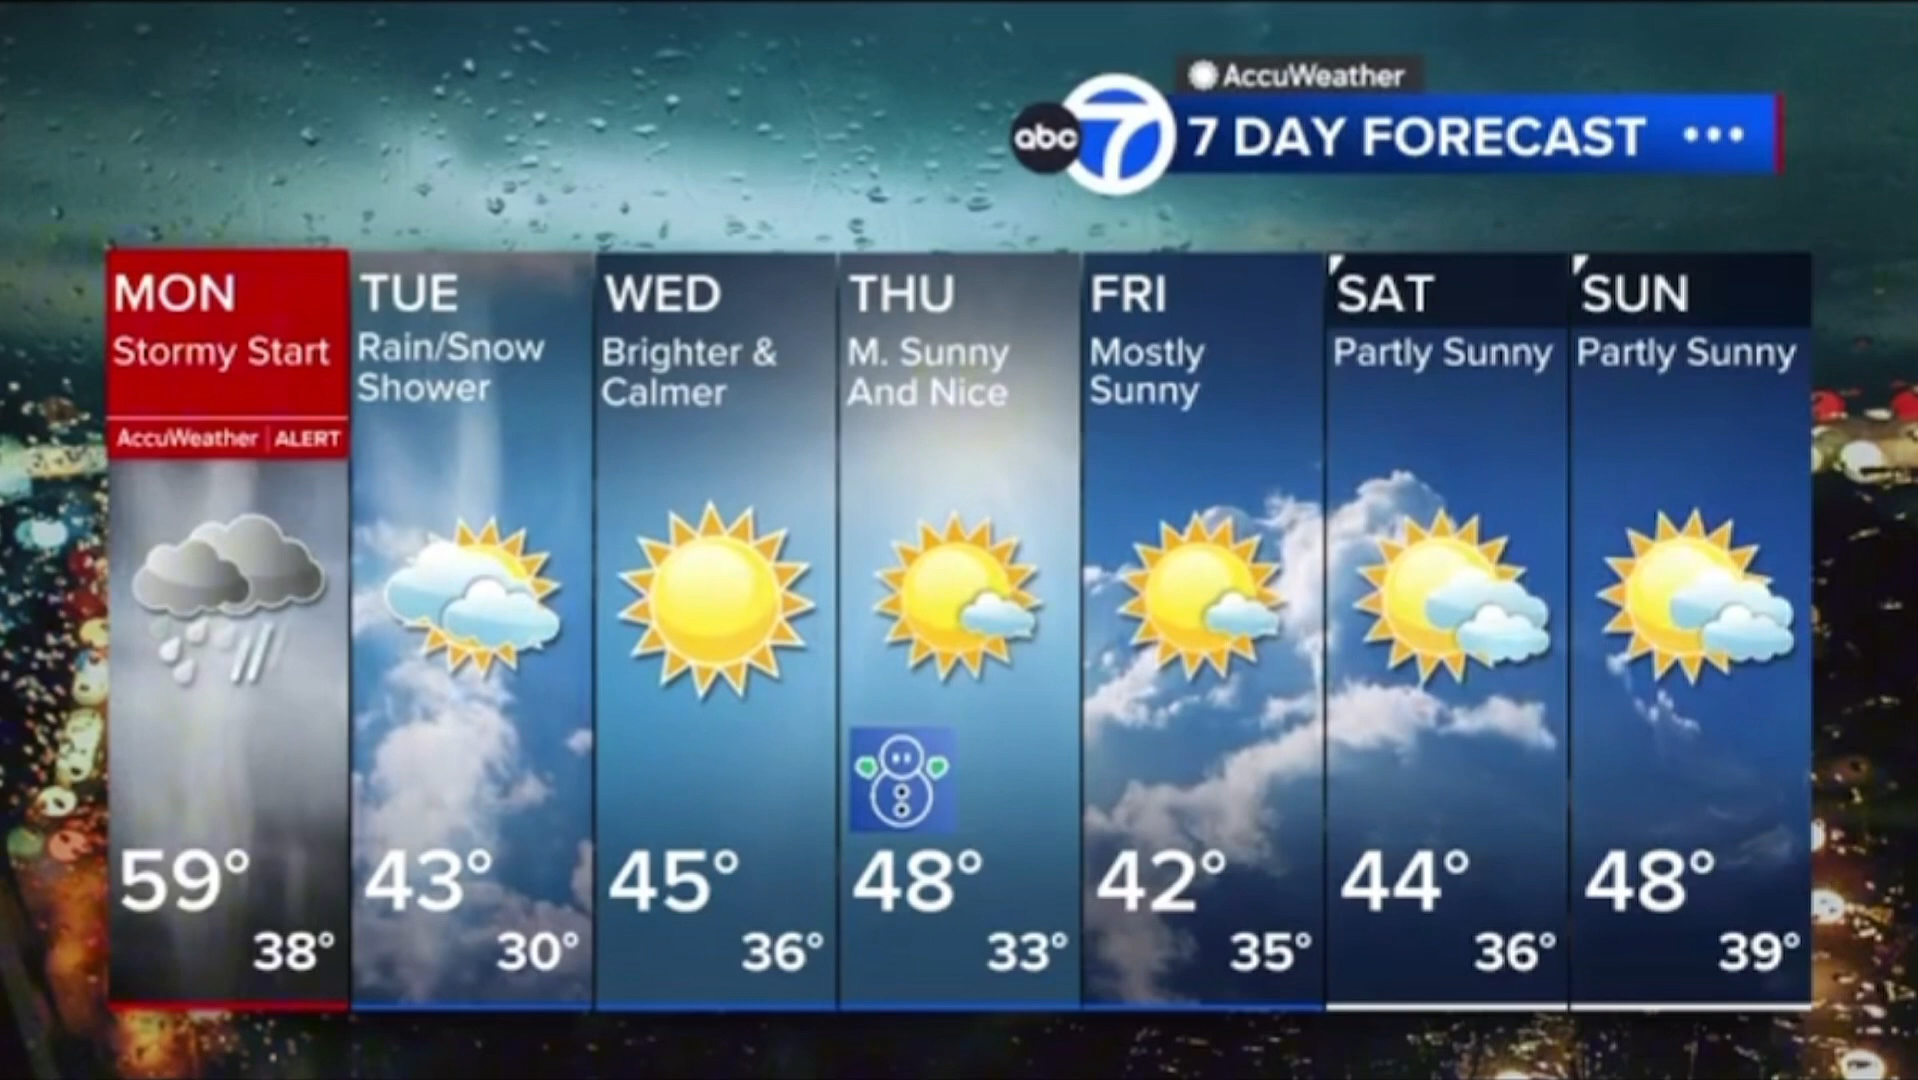 AccuWeather
abc 7 7 DAY FORECAST
MON
Stormy Start
AccuWeather | ALERT
59°
38°
TUE
Rain/Snow
Shower
43°
30°
WED
Brighter &
Calmer
45°
36°
THU
M. Sunny
And Nice
48°
33°
FRI
Mostly
Sunny
42°
35°
SAT
Partly Sunny
44°
36°
SUN
Partly Sunny
48°
39°